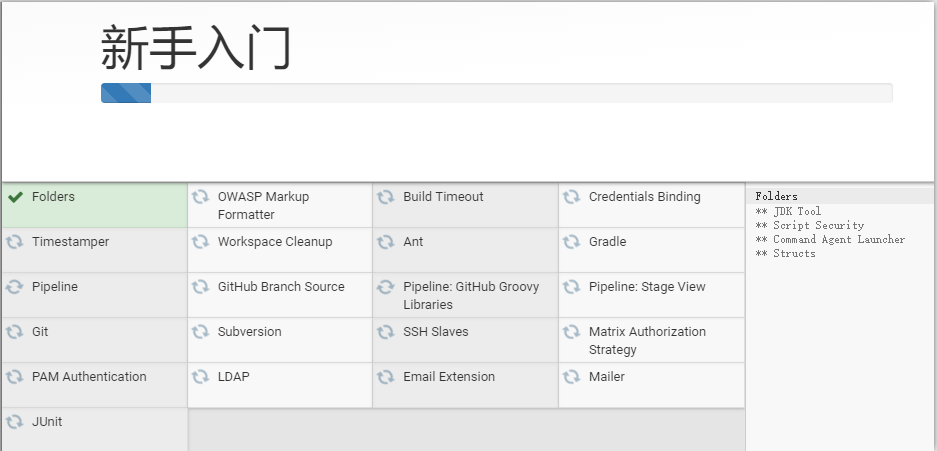 新手入门
Folders
OWASP Markup
Formatter
Build Timeout
Credentials Binding
Timestamper
Workspace Cleanup
Ant
Gradle
Pipeline
GitHub Branch Source
Pipeline: GitHub Groovy
Libraries
Pipeline: Stage View
Git
Subversion
SSH Slaves
Matrix Authorization
Strategy
PAM Authentication
LDAP
Email Extension
Mailer
JUnit
Folders
** JDK Tool
** Script Security
** Command Agent Launcher
** Structs